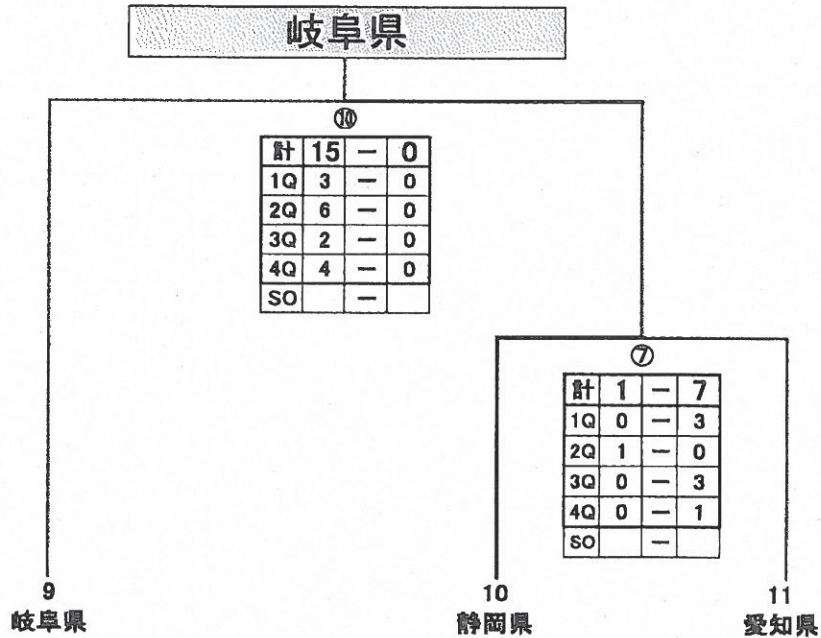 岐阜県
⑩
計 15 － 0
1Q 3 － 0
2Q 6 － 0
3Q 2 － 0
4Q 4 － 0
SO －
⑦
計 1 － 7
1Q 0 － 3
2Q 1 － 0
3Q 0 － 3
4Q 0 － 1
SO －
9 10 11
岐阜県 静岡県 愛知県